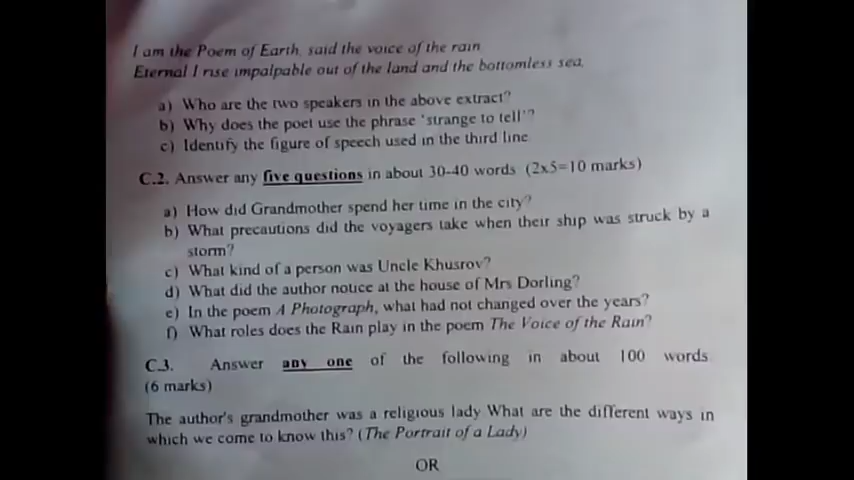 I am the Poem of Earth, said the voice of the rain
Eternal I rise impalpable out of the land and the bottomless sea,
a) Who are the two speakers in the above extract?
b) Why does the poet use the phrase 'strange to tell'?
c) Identify the figure of speech used in the third line
C.2. Answer any five questions in about 30-40 words (2x5=10 marks)
a) How did Grandmother spend her time in the city?
b) What precautions did the voyagers take when their ship was struck by a
storm?
c) What kind of a person was Uncle Khusrov?
d) What did the author notice at the house of Mrs Dorling?
e) In the poem A Photograph, what had not changed over the years?
f) What roles does the Rain play in the poem The Voice of the Rain?
C.3. Answer any one of the following in about 100 words
(6 marks)
The author's grandmother was a religious lady What are the different ways in
which we come to know this? (The Portrait of a Lady)
OR